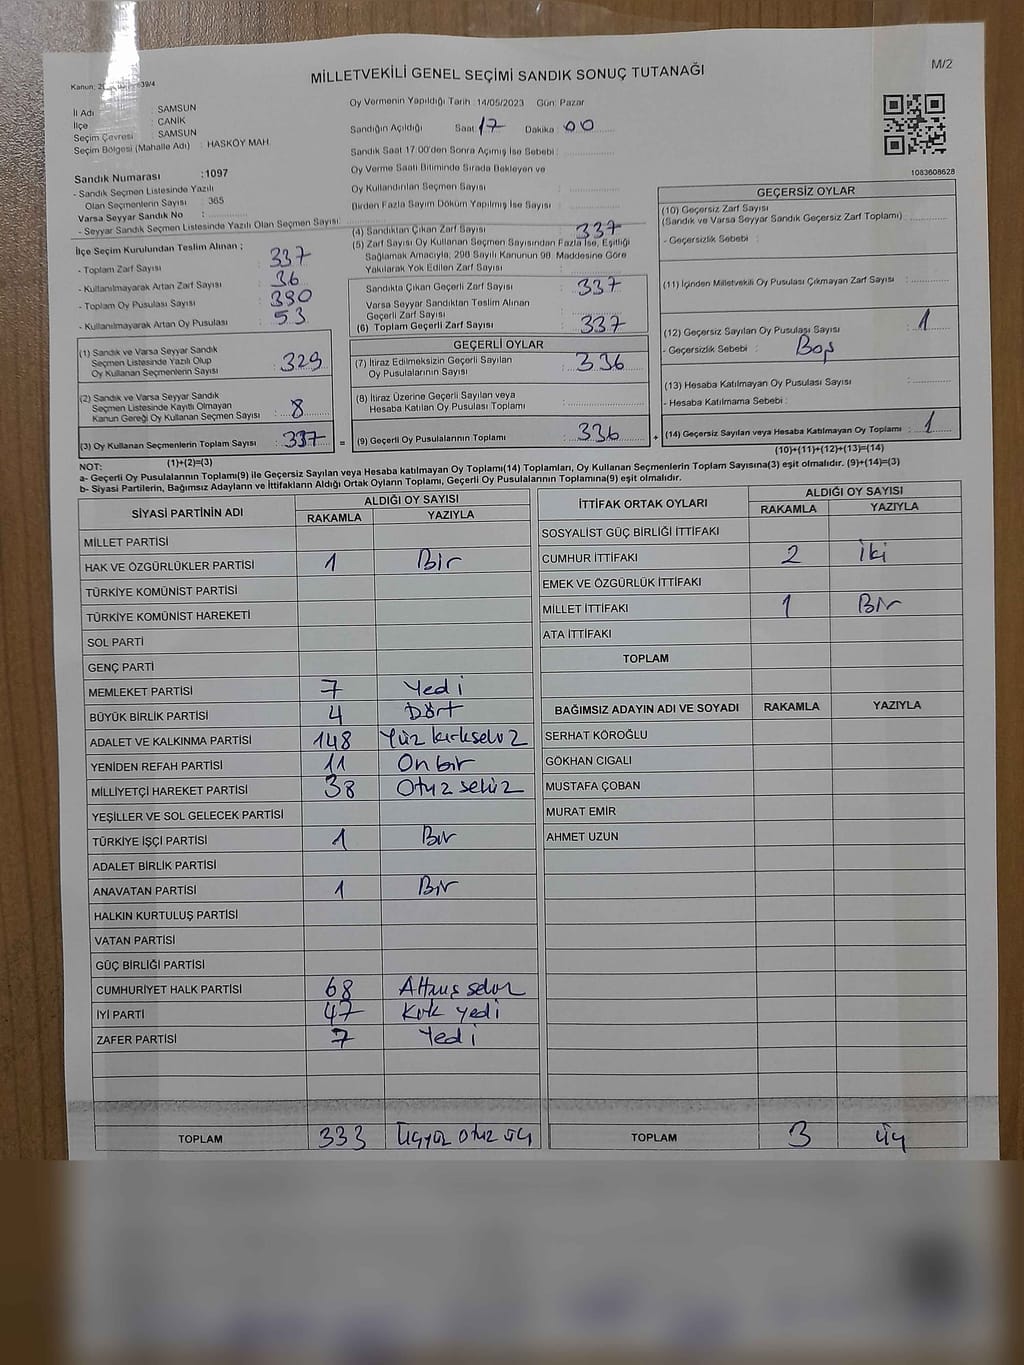 MİLLETVEKİLİ GENEL SEÇİMİ SANDIK SONUÇ TUTANAĞI
M/2
İl Adı : SAMSUN
İlçe : CANİK
Seçim Çevresi : SAMSUN
Seçim Bölgesi (Mahalle Adı) : HASKÖY MAH.
Sandık Numarası :1097
- Sandık Seçmen Listesinde Yazılı
Olan Seçmenlerin Sayısı : 365
Varsa Seyyar Sandık No :
- Seyyar Sandık Seçmen Listesinde Yazılı Olan Seçmen Sayısı:
Oy Vermenin Yapıldığı Tarih : 14/05/2023 Gün: Pazar
Sandığın Açıldığı Saat: 17 Dakika : 00
Sandık Saat 17:00'den Sonra Açımış İse Sebebi :
Oy Verme Saati Bitiminde Sırada Bekleyen ve
Oy Kullandırılan Seçmen Sayısı :
Birden Fazla Sayım Döküm Yapılmış İse Sayısı :
1083608628
İlçe Seçim Kurulundan Teslim Alınan ;
- Toplam Zarf Sayısı : 337
- Kullanılmayarak Artan Zarf Sayısı : 36
- Toplam Oy Pusulası Sayısı : 390
- Kullanılmayarak Artan Oy Pusulası : 53
(1) Sandık ve Varsa Seyyar Sandık
Seçmen Listesinde Yazılı Olup
Oy Kullanan Seçmenlerin Sayısı : 329
(2) Sandık ve Varsa Seyyar Sandık
Seçmen Listesinde Kayıtlı Olmayan
Kanun Gereği Oy Kullanan Seçmen Sayısı : 8
(3) Oy Kullanan Seçmenlerin Toplam Sayısı : 337
(1)+(2)=(3)
(4) Sandıktan Çıkan Zarf Sayısı : 337
(5) Zarf Sayısı Oy Kullanan Seçmen Sayısından Fazla İse, Eşitliği
Sağlamak Amacıyla, 298 Sayılı Kanunun 98. Maddesine Göre
Yakılarak Yok Edilen Zarf Sayısı :
Sandıkta Çıkan Geçerli Zarf Sayısı : 337
Varsa Seyyar Sandıktan Teslim Alınan
Geçerli Zarf Sayısı :
(6) Toplam Geçerli Zarf Sayısı : 337
GEÇERLİ OYLAR
(7) İtiraz Edilmeksizin Geçerli Sayılan
Oy Pusulalarının Sayısı : 336
(8) İtiraz Üzerine Geçerli Sayılan veya
Hesaba Katılan Oy Pusulası Toplamı :
= (9) Geçerli Oy Pusulalarının Toplamı : 336 +
GEÇERSİZ OYLAR
(10) Geçersiz Zarf Sayısı
(Sandık ve Varsa Seyyar Sandık Geçersiz Zarf Toplamı) :
- Geçersizlik Sebebi :
(11) İçinden Milletvekili Oy Pusulası Çıkmayan Zarf Sayısı :
(12) Geçersiz Sayılan Oy Pusulası Sayısı : 1
- Geçersizlik Sebebi : Boş
(13) Hesaba Katılmayan Oy Pusulası Sayısı :
- Hesaba Katılmama Sebebi :
(14) Geçersiz Sayılan veya Hesaba Katılmayan Oy Toplamı : 1
(10)+(11)+(12)+(13)=(14)
NOT:
a- Geçerli Oy Pusulalarının Toplamı(9) ile Geçersiz Sayılan veya Hesaba katılmayan Oy Toplamı(14) Toplamları, Oy Kullanan Seçmenlerin Toplam Sayısına(3) eşit olmalıdır. (9)+(14)=(3)
b- Siyasi Partilerin, Bağımsız Adayların ve İttifakların Aldığı Ortak Oyların Toplamı, Geçerli Oy Pusulalarının Toplamına(9) eşit olmalıdır.
SİYASİ PARTİNİN ADI ALDIĞI OY SAYISI
RAKAMLA YAZIYLA
MİLLET PARTİSİ
HAK VE ÖZGÜRLÜKLER PARTİSİ 1 Bir
TÜRKİYE KOMÜNİST PARTİSİ
TÜRKİYE KOMÜNİST HAREKETİ
SOL PARTİ
GENÇ PARTİ
MEMLEKET PARTİSİ 7 Yedi
BÜYÜK BİRLİK PARTİSİ 4 Dört
ADALET VE KALKINMA PARTİSİ 148 Yüz kırksekiz
YENİDEN REFAH PARTİSİ 11 On bir
MİLLİYETÇİ HAREKET PARTİSİ 38 Otuz sekiz
YEŞİLLER VE SOL GELECEK PARTİSİ
TÜRKİYE İŞÇİ PARTİSİ 1 Bir
ADALET BİRLİK PARTİSİ
ANAVATAN PARTİSİ 1 Bir
HALKIN KURTULUŞ PARTİSİ
VATAN PARTİSİ
GÜÇ BİRLİĞİ PARTİSİ
CUMHURİYET HALK PARTİSİ 68 Altmış sekiz
İYİ PARTİ 47 Kırk yedi
ZAFER PARTİSİ 7 Yedi
TOPLAM 333 Üçyüz otuz üç
İTTİFAK ORTAK OYLARI ALDIĞI OY SAYISI
RAKAMLA YAZIYLA
SOSYALİST GÜÇ BİRLİĞİ İTTİFAKI
CUMHUR İTTİFAKI 2 İki
EMEK VE ÖZGÜRLÜK İTTİFAKI
MİLLET İTTİFAKI 1 Bir
ATA İTTİFAKI
TOPLAM
BAĞIMSIZ ADAYIN ADI VE SOYADI RAKAMLA YAZIYLA
SERHAT KÖROĞLU
GÖKHAN CIGALI
MUSTAFA ÇOBAN
MURAT EMİR
AHMET UZUN
TOPLAM 3 Üç